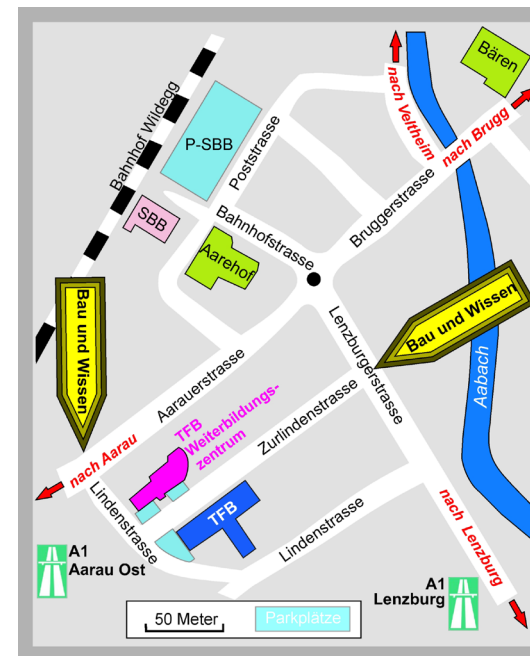 Bären
nach Veltheim
nach Brugg
Bahnhof Wildegg
P-SBB
Poststrasse
SBB
Bahnhofstrasse
Bruggerstrasse
Aarehof
Bau und Wissen
Bau und Wissen
Lenzburgerstrasse
Aabach
Aarauerstrasse
TFB
Weiterbildungs-
zentrum
Zurlindenstrasse
nach Aarau
Lindenstrasse
TFB
Lindenstrasse
nach Lenzburg
A1
Aarau Ost
A1
Lenzburg
50 Meter
Parkplätze